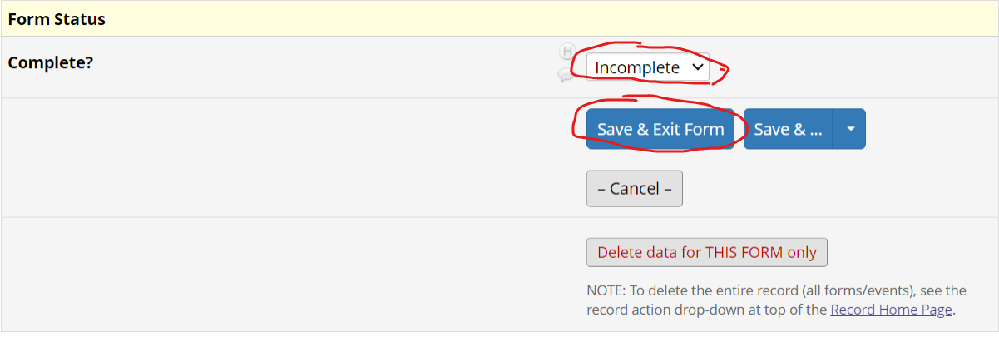 Form Status
Complete?
H
Incomplete
Save & Exit Form
Save & ...
– Cancel –
Delete data for THIS FORM only
NOTE: To delete the entire record (all forms/events), see the
record action drop-down at top of the Record Home Page.